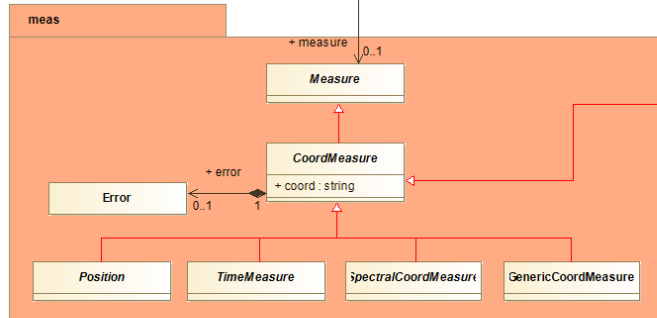 meas
+ measure
0..1
Measure
CoordMeasure
+ coord : string
+ error
Error
0..1
1
Position
TimeMeasure
SpectralCoordMeasure
GenericCoordMeasure